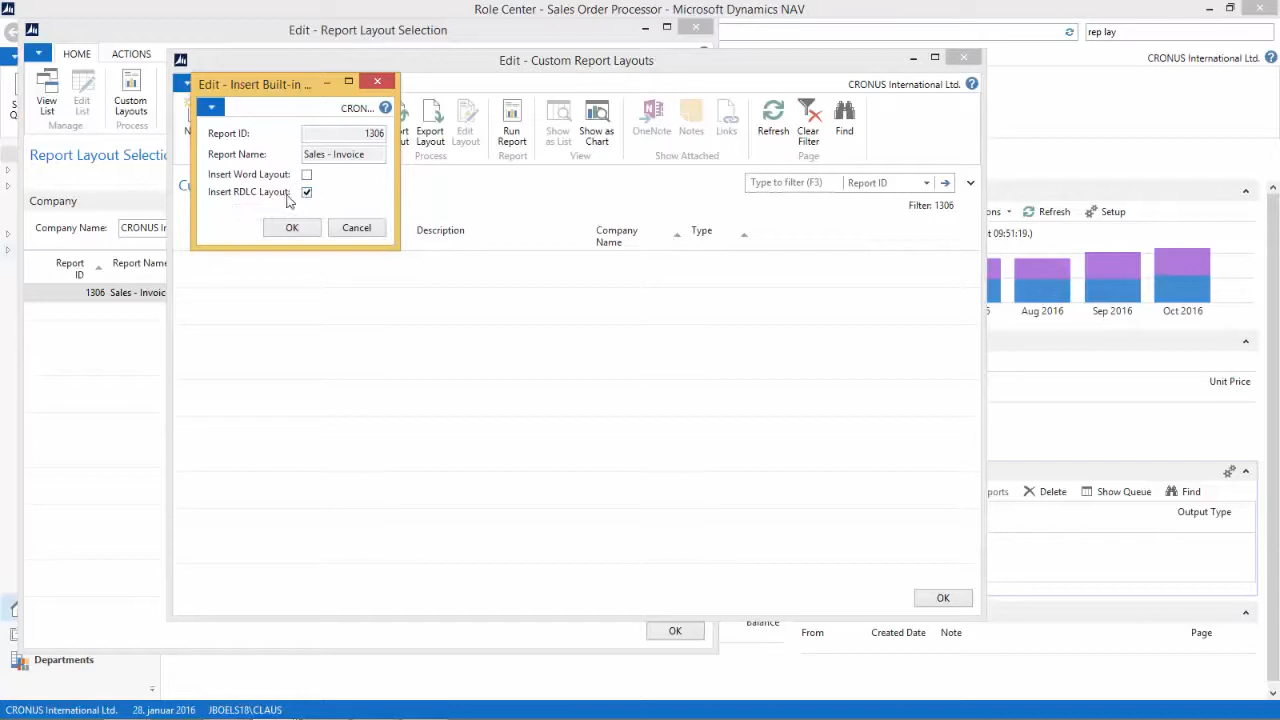 Role Center - Sales Order Processor - Microsoft Dynamics NAV
Edit - Report Layout Selection
rep lay
HOME
ACTIONS
Edit - Custom Report Layouts
CRONUS International Ltd.
View List
Edit List
Custom Layouts
Manage
Process
Edit - Insert Built-in ...
CRON...
Report ID:
1306
Report Name:
Sales - Invoice
Insert Word Layout:
Insert RDLC Layout:
OK
Cancel
CRONUS International Ltd.
Export Layout
Edit Layout
Run Report
Show as List
Show as Chart
OneNote
Notes
Links
Refresh
Clear Filter
Find
Process
Report
View
Show Attached
Page
Report Layout Selectio
Type to filter (F3)
Report ID
Filter: 1306
Company
Company Name:
CRONUS In
Report ID
Report Name
1306
Sales - Invoic
Description
Company Name
Type
Refresh
Setup
09:51:19.)
Aug 2016
Sep 2016
Oct 2016
Unit Price
Delete
Show Queue
Find
Output Type
OK
OK
Balance
From
Created Date
Note
Page
Departments
CRONUS International Ltd.
28. januar 2016
JBOELS18\CLAUS